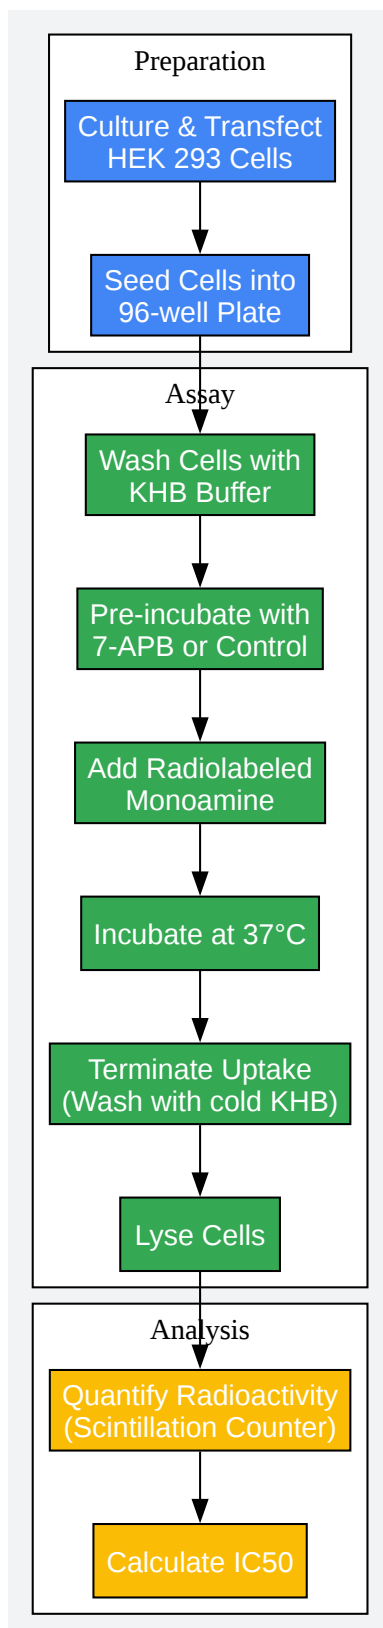 Preparation
Culture & Transfect
HEK 293 Cells
Seed Cells into
96-well Plate
Assay
Wash Cells with
KHB Buffer
Pre-incubate with
7-APB or Control
Add Radiolabeled
Monoamine
Incubate at 37°C
Terminate Uptake
(Wash with cold KHB)
Lyse Cells
Analysis
Quantify Radioactivity
(Scintillation Counter)
Calculate IC50